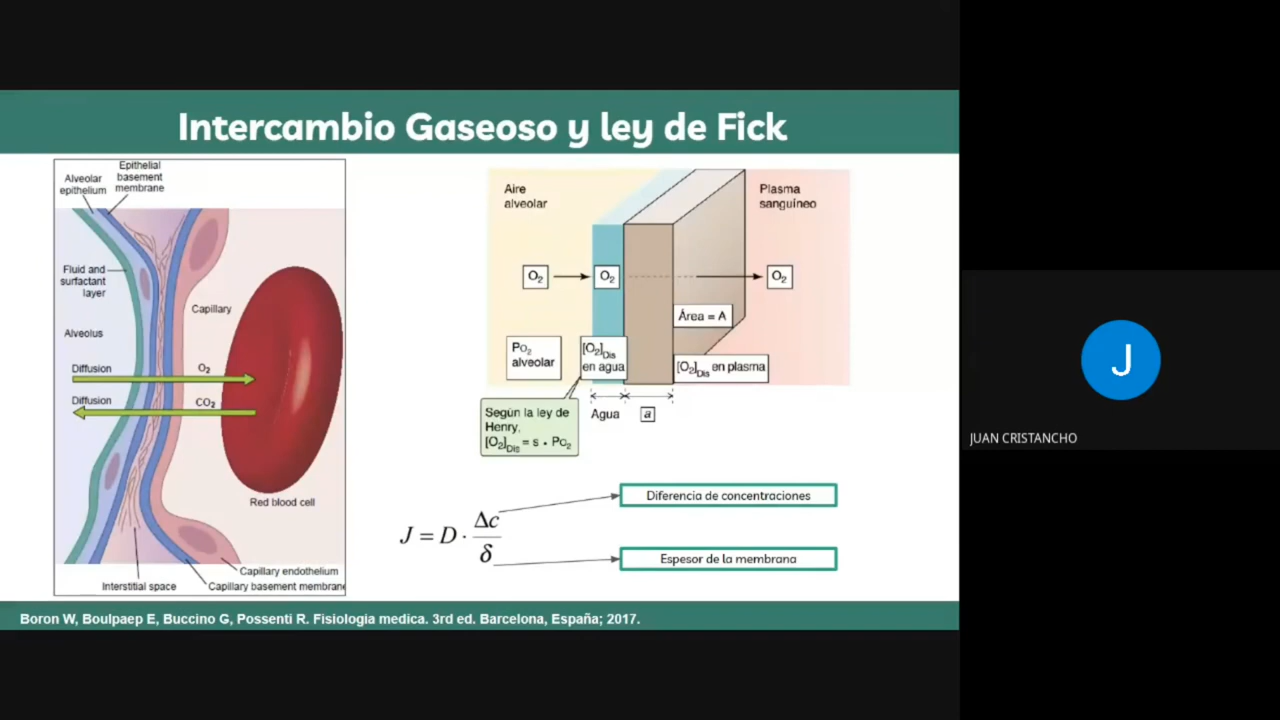 Intercambio Gaseoso y ley de Fick
Alveolar
epithelium
Epithelial
basement
membrane
Fluid and
surfactant
layer
Alveolus
Capillary
Diffusion
O2
Diffusion
CO2
Red blood cell
Capillary endothelium
Interstitial space
Capillary basement membrane
Aire
alveolar
Plasma
sanguíneo
O2
O2
O2
Área = A
PO2
alveolar
[O2]Dis
en agua
[O2]Dis en plasma
Según la ley de
Henry,
[O2]Dis = s • PO2
Agua
a
J = D · Δc/δ
Diferencia de concentraciones
Espesor de la membrana
Boron W, Boulpaep E, Buccino G, Possenti R. Fisiologia medica. 3rd ed. Barcelona, España; 2017.
J
JUAN CRISTANCHO